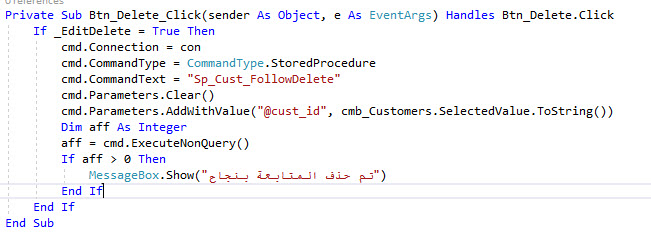 0 references
Private Sub Btn_Delete_Click(sender As Object, e As EventArgs) Handles Btn_Delete.Click
If _EditDelete = True Then
cmd.Connection = con
cmd.CommandType = CommandType.StoredProcedure
cmd.CommandText = "Sp_Cust_FollowDelete"
cmd.Parameters.Clear()
cmd.Parameters.AddWithValue("@cust_id", cmb_Customers.SelectedValue.ToString())
Dim aff As Integer
aff = cmd.ExecuteNonQuery()
If aff > 0 Then
MessageBox.Show("تم حذف المتابعة بنجاح")
End If
End If
End Sub